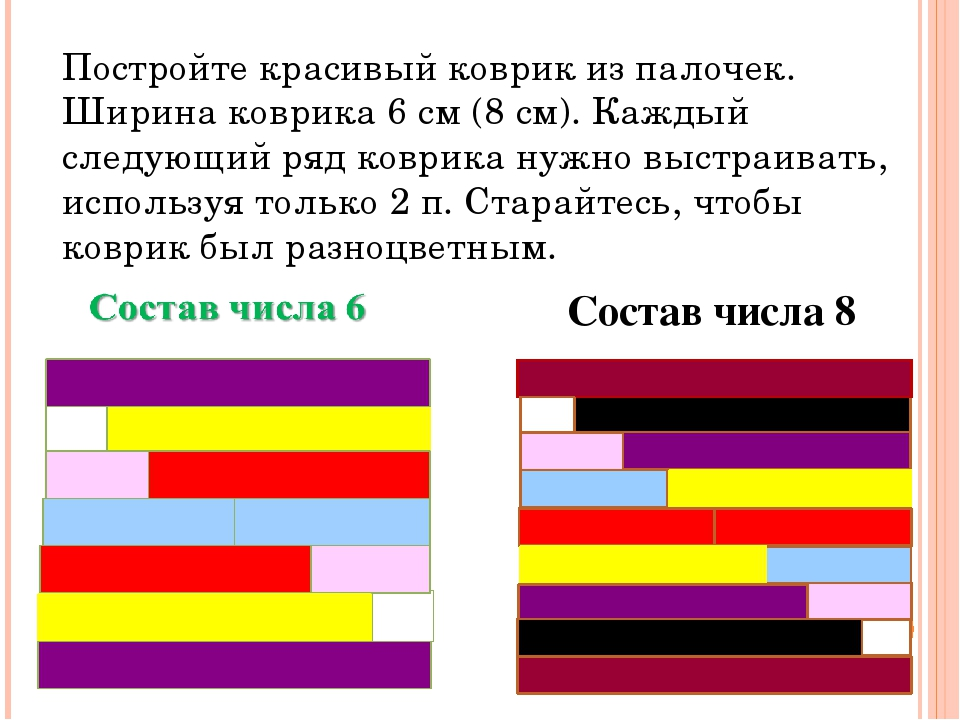 Постройте красивый коврик из палочек.
Ширина коврика 6 см (8 см). Каждый
следующий ряд коврика нужно выстраивать,
используя только 2 п. Старайтесь, чтобы
коврик был разноцветным.
Состав числа 6
Состав числа 8